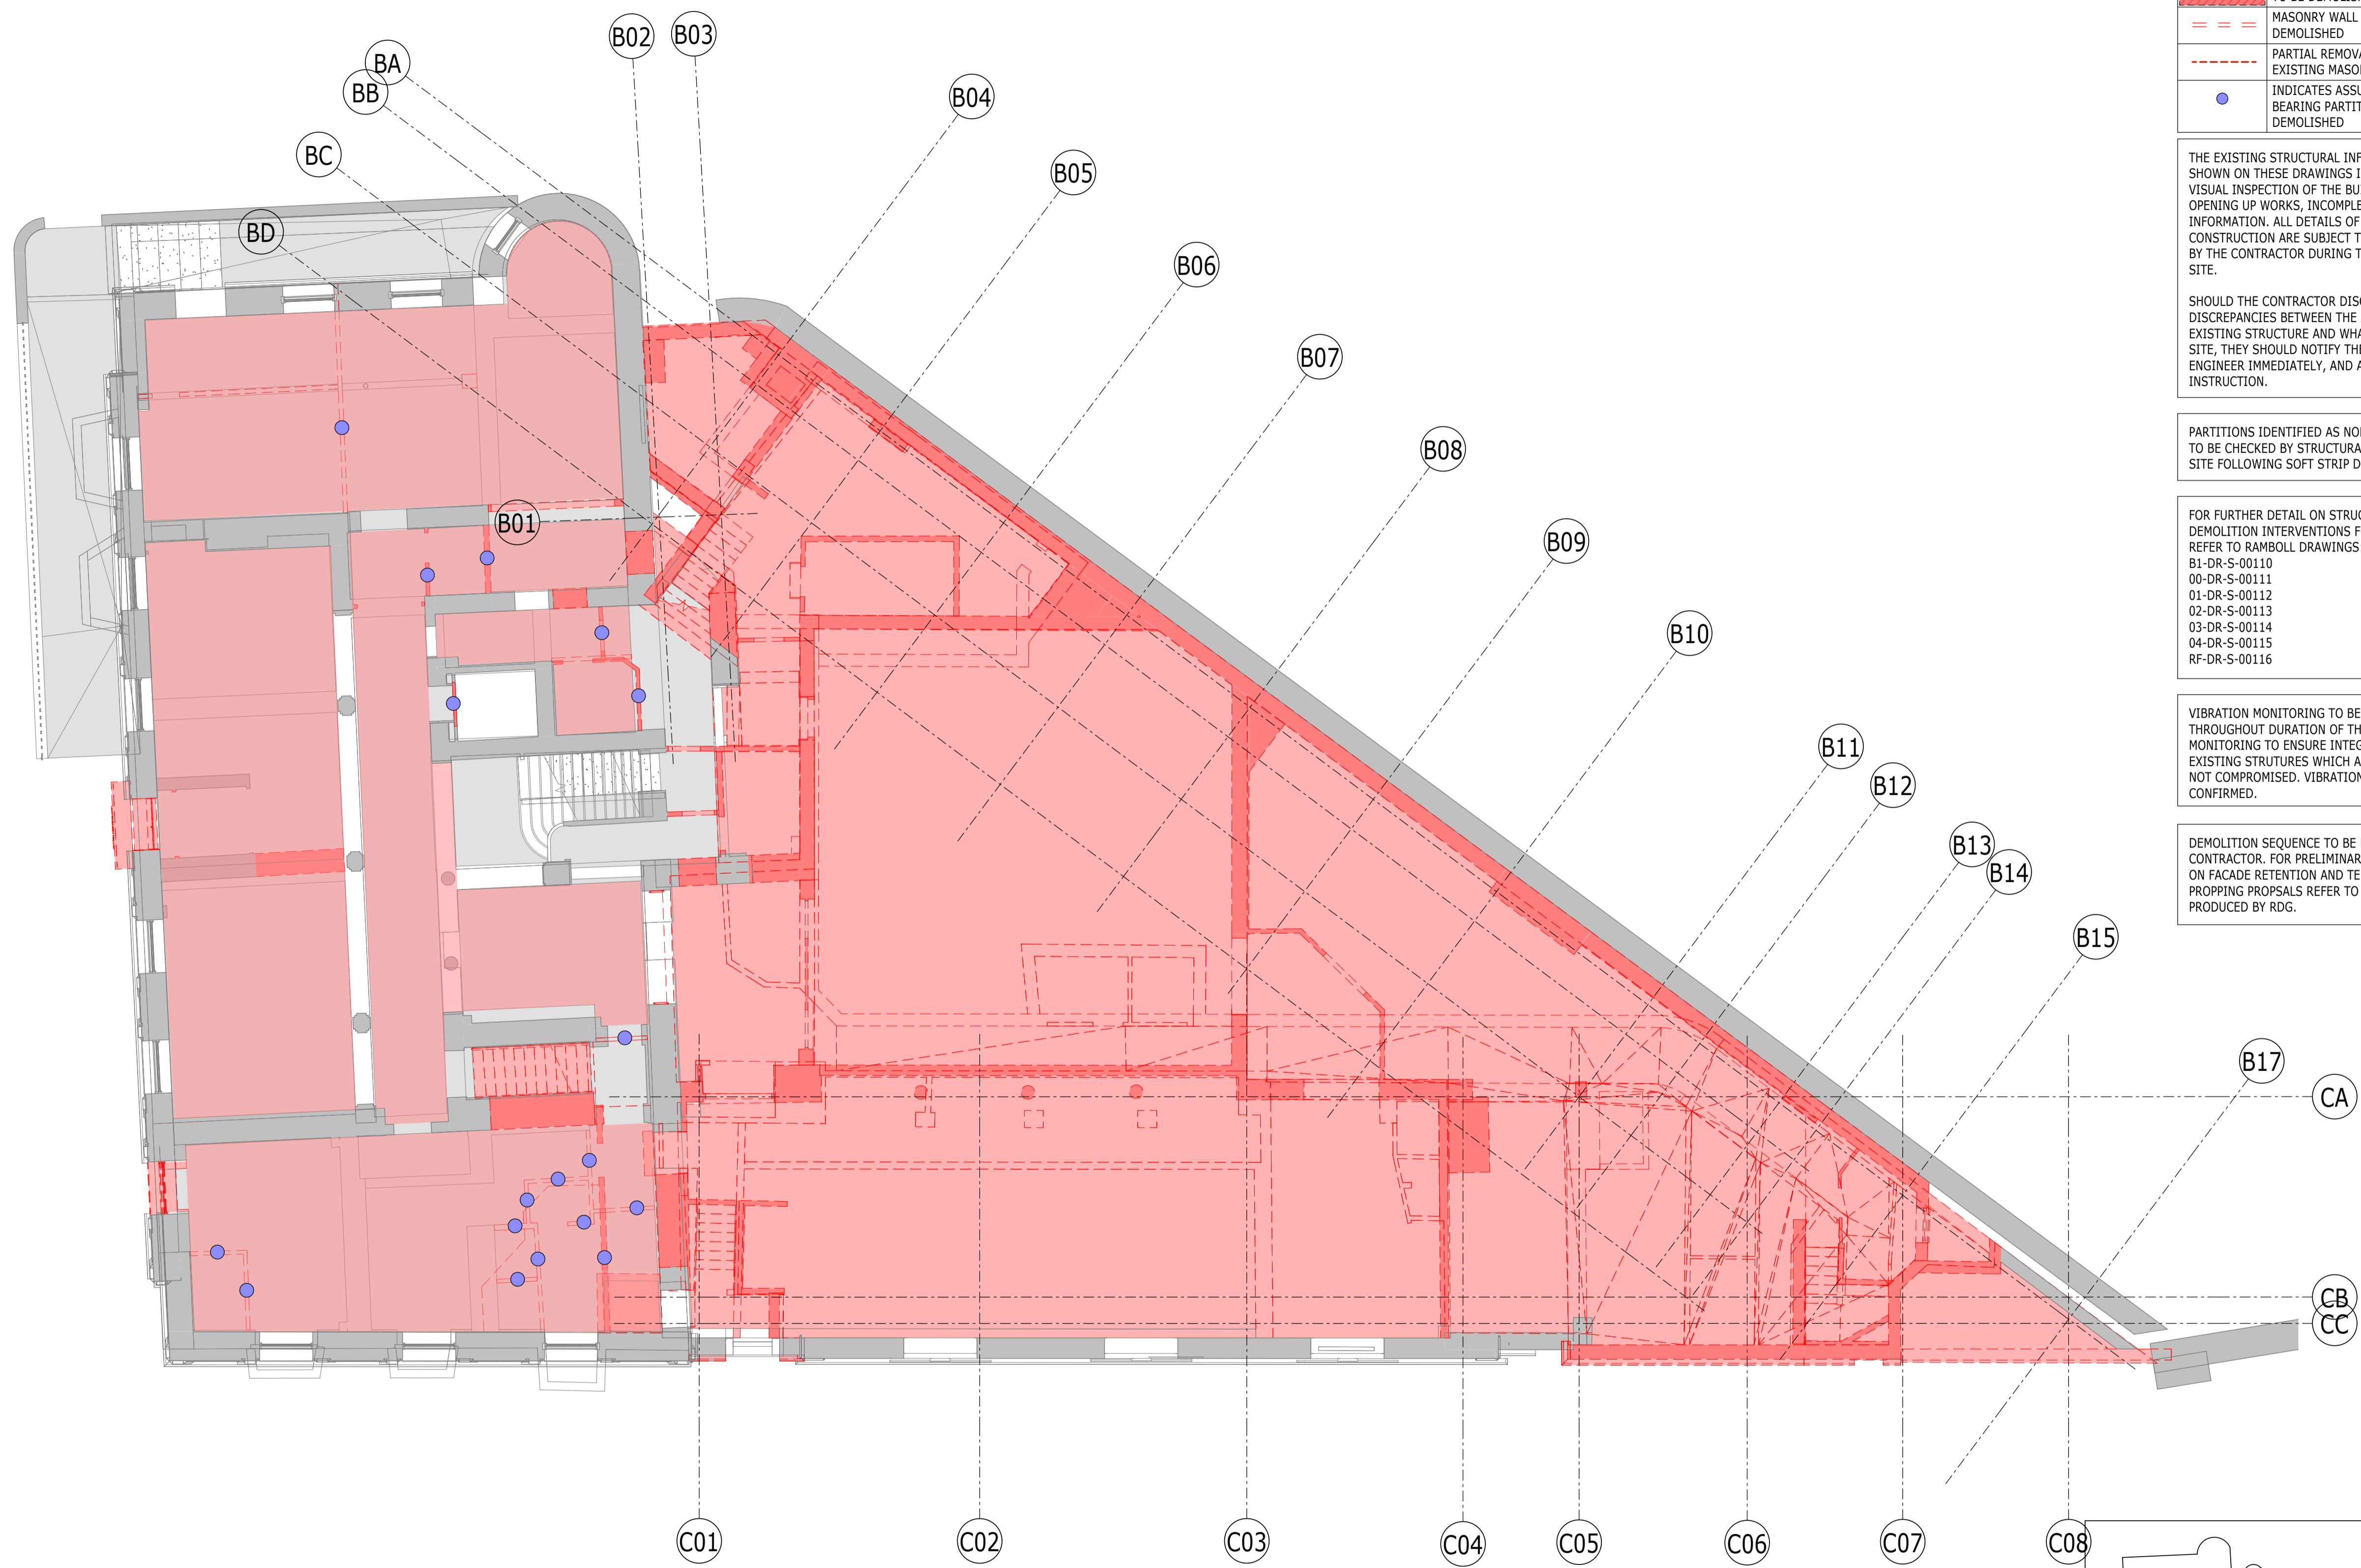 B02
B03
BA
BB
B04
BC
B05
BD
B06
B07
B08
B01
B09
B10
B11
B12
B13
B14
B15
B17
CA
CB
CC
C01
C02
C03
C04
C05
C06
C07
C08
MASONRY WALL
DEMOLISHED
PARTIAL REMOVA
EXISTING MASO
INDICATES ASSU
BEARING PARTIT
DEMOLISHED
THE EXISTING STRUCTURAL INF
SHOWN ON THESE DRAWINGS I
VISUAL INSPECTION OF THE BU
OPENING UP WORKS, INCOMPLE
INFORMATION. ALL DETAILS OF
CONSTRUCTION ARE SUBJECT T
BY THE CONTRACTOR DURING T
SITE.
SHOULD THE CONTRACTOR DISC
DISCREPANCIES BETWEEN THE
EXISTING STRUCTURE AND WHA
SITE, THEY SHOULD NOTIFY THE
ENGINEER IMMEDIATELY, AND A
INSTRUCTION.
PARTITIONS IDENTIFIED AS NO
TO BE CHECKED BY STRUCTURA
SITE FOLLOWING SOFT STRIP D
FOR FURTHER DETAIL ON STRUC
DEMOLITION INTERVENTIONS F
REFER TO RAMBOLL DRAWINGS
B1-DR-S-00110
00-DR-S-00111
01-DR-S-00112
02-DR-S-00113
03-DR-S-00114
04-DR-S-00115
RF-DR-S-00116
VIBRATION MONITORING TO BE
THROUGHOUT DURATION OF TH
MONITORING TO ENSURE INTEG
EXISTING STRUTURES WHICH A
NOT COMPROMISED. VIBRATION
CONFIRMED.
DEMOLITION SEQUENCE TO BE
CONTRACTOR. FOR PRELIMINAR
ON FACADE RETENTION AND TE
PROPPING PROPSALS REFER TO
PRODUCED BY RDG.